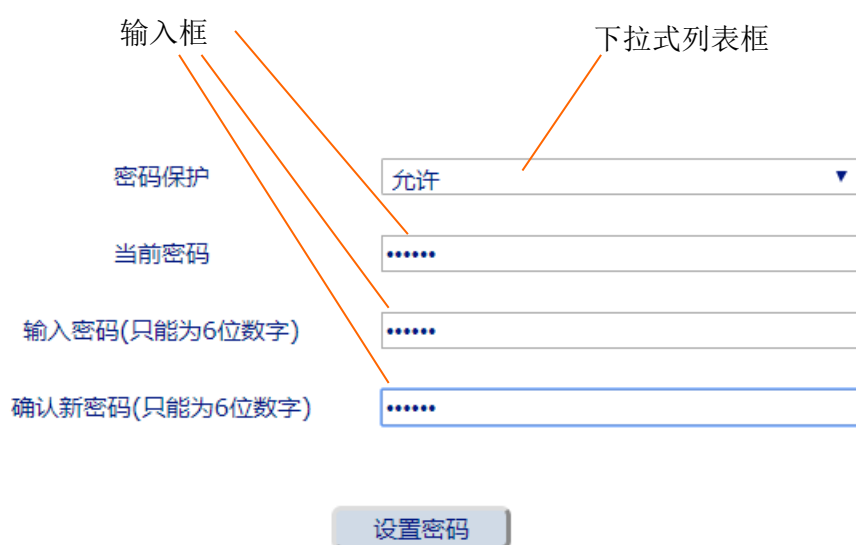 输入框
下拉式列表框
密码保护
允许
当前密码
••••••
输入密码(只能为6位数字)
••••••
确认新密码(只能为6位数字)
••••••
设置密码